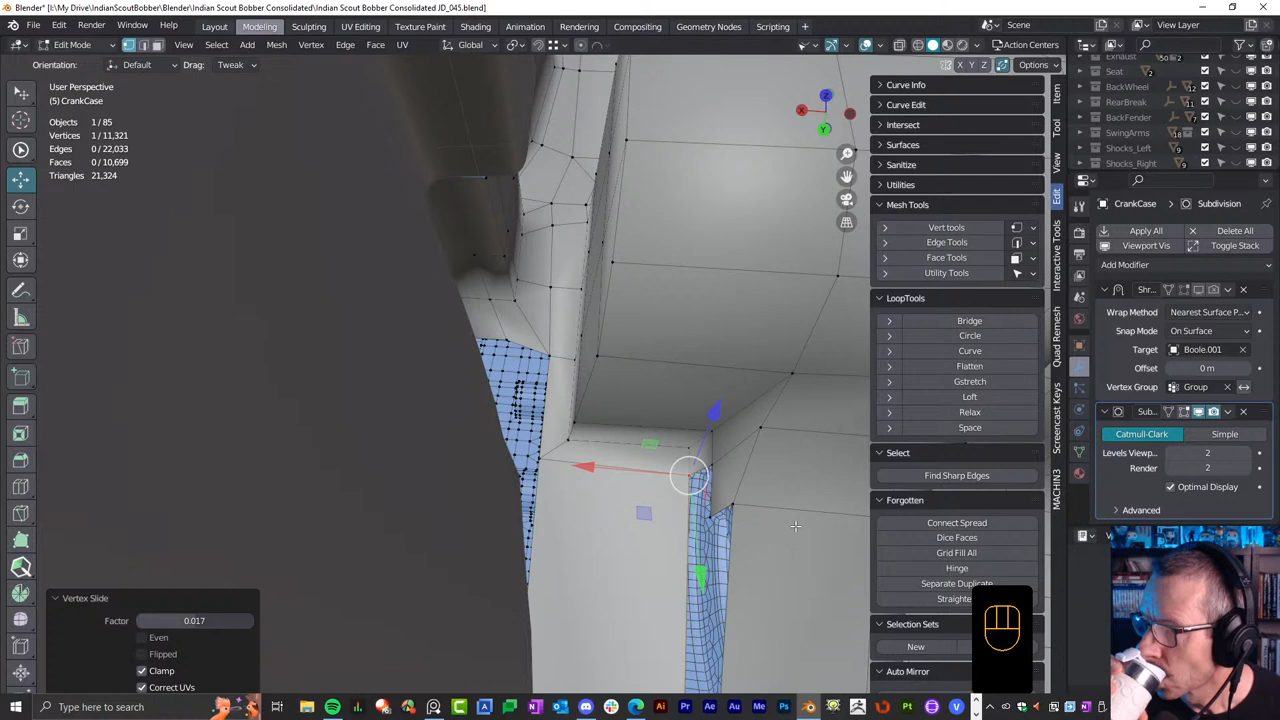 Blender* [I:\My Drive\IndianScoutBobber\Blender\Indian Scout Bobber Consolidated\Indian Scout Bobber Consolidated JD_045.blend]
File Edit Render Window Help Layout Modeling Sculpting UV Editing Texture Paint Shading Animation Rendering Compositing Geometry Nodes Scripting + Scene View Layer
Edit Mode View Select Add Mesh Vertex Edge Face UV Global Action Centers
Orientation: Default Drag: Tweak X Y Z Options
User Perspective
(5) CrankCase
Objects 1 / 85
Vertices 1 / 11,321
Edges 0 / 22,033
Faces 0 / 10,699
Triangles 21,324
Z
X
Y
Curve Info
Curve Edit
Intersect
Surfaces
Sanitize
Utilities
Mesh Tools
Vert tools
Edge Tools
Face Tools
Utility Tools
LoopTools
Bridge
Circle
Curve
Flatten
Gstretch
Loft
Relax
Space
Select
Find Sharp Edges
Forgotten
Connect Spread
Dice Faces
Grid Fill All
Hinge
Separate Duplicate
Straighte
Selection Sets
New
Auto Mirror
Item
Tool
View
Edit
Interactive Tools
Quad Remesh
Screencast Keys
MACHIN3
Exhaust
Seat 2
BackWheel 12
RearBreak 11
BackFender 7
SwingArms 18
Shocks_Left 9
Shocks_Right 9
CrankCase > Subdivision
Apply All Delete All
Viewport Vis Toggle Stack
Add Modifier
Shr..
Wrap Method Nearest Surface P..
Snap Mode On Surface
Target Boole.001
Offset 0 m
Vertex Group Group
Sub..
Catmull-Clark Simple
Levels Viewp.. 2
Render 2
Optimal Display
Advanced
Vertex Slide
Factor 0.017
Even
Flipped
Clamp
Correct UVs
Type here to search